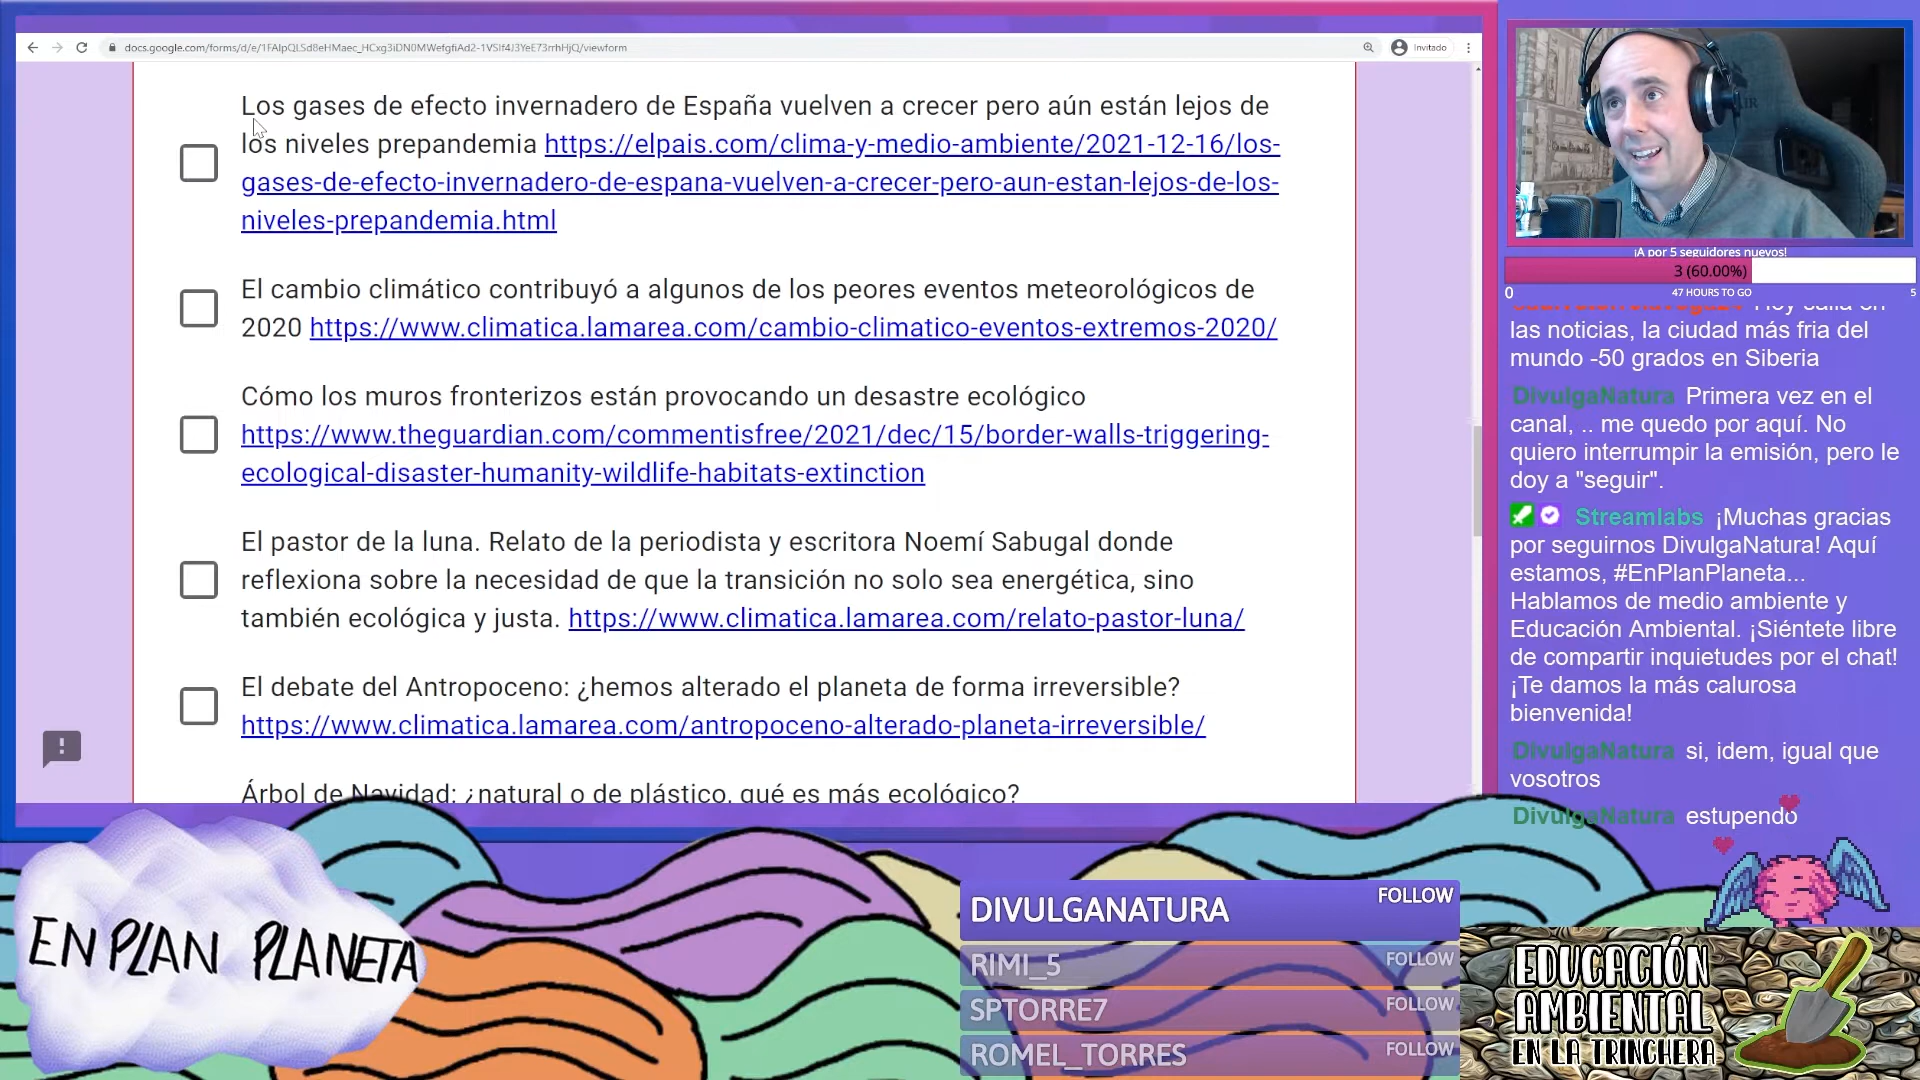 docs.google.com/forms/d/e/1FAIpQLSd8eHMaec_HCxg3iDN0MWefgfiAd2-1VSIf4J3YeE73rrhHjQ/viewform
Invitado
Los gases de efecto invernadero de España vuelven a crecer pero aún están lejos de
los niveles prepandemia https://elpais.com/clima-y-medio-ambiente/2021-12-16/los-
gases-de-efecto-invernadero-de-espana-vuelven-a-crecer-pero-aun-estan-lejos-de-los-
niveles-prepandemia.html
El cambio climático contribuyó a algunos de los peores eventos meteorológicos de
2020 https://www.climatica.lamarea.com/cambio-climatico-eventos-extremos-2020/
Cómo los muros fronterizos están provocando un desastre ecológico
https://www.theguardian.com/commentisfree/2021/dec/15/border-walls-triggering-
ecological-disaster-humanity-wildlife-habitats-extinction
El pastor de la luna. Relato de la periodista y escritora Noemí Sabugal donde
reflexiona sobre la necesidad de que la transición no solo sea energética, sino
también ecológica y justa. https://www.climatica.lamarea.com/relato-pastor-luna/
El debate del Antropoceno: ¿hemos alterado el planeta de forma irreversible?
https://www.climatica.lamarea.com/antropoceno-alterado-planeta-irreversible/
Árbol de Navidad: ¿natural o de plástico, qué es más ecológico?
¡A por 5 seguidores nuevos!
3 (60.00%)
0
47 HOURS TO GO
5
Hoy salía en
las noticias, la ciudad más fria del
mundo -50 grados en Siberia
DivulgaNatura Primera vez en el
canal, .. me quedo por aquí. No
quiero interrumpir la emisión, pero le
doy a "seguir".
Streamlabs ¡Muchas gracias
por seguirnos DivulgaNatura! Aquí
estamos, #EnPlanPlaneta...
Hablamos de medio ambiente y
Educación Ambiental. ¡Siéntete libre
de compartir inquietudes por el chat!
¡Te damos la más calurosa
bienvenida!
DivulgaNatura si, idem, igual que
vosotros
DivulgaNatura estupendo
EN PLAN PLANETA
DIVULGANATURA FOLLOW
RIMI_5 FOLLOW
SPTORRE7 FOLLOW
ROMEL_TORRES FOLLOW
EDUCACIÓN
AMBIENTAL
EN LA TRINCHERA